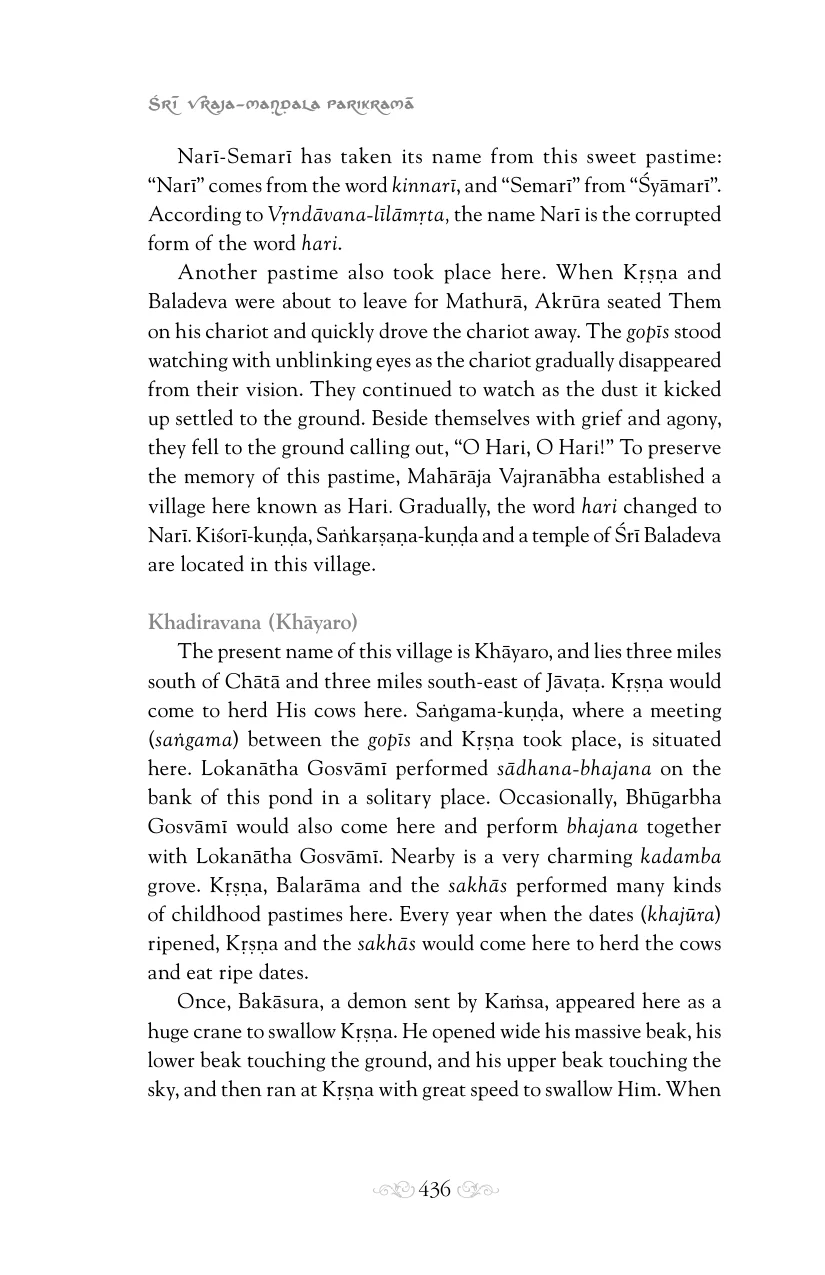 Śrī Vraja-maṇḍala Parikramā
Narī-Semarī has taken its name from this sweet pastime:
“Narī” comes from the word kinnarī, and “Semarī” from “Śyāmarī”.
According to Vṛndāvana-līlāmṛta, the name Narī is the corrupted
form of the word hari.
Another pastime also took place here. When Kṛṣṇa and
Baladeva were about to leave for Mathurā, Akrūra seated Them
on his chariot and quickly drove the chariot away. The gopīs stood
watching with unblinking eyes as the chariot gradually disappeared
from their vision. They continued to watch as the dust it kicked
up settled to the ground. Beside themselves with grief and agony,
they fell to the ground calling out, “O Hari, O Hari!” To preserve
the memory of this pastime, Mahārāja Vajranābha established a
village here known as Hari. Gradually, the word hari changed to
Narī. Kiśorī-kuṇḍa, Saṅkarṣaṇa-kuṇḍa and a temple of Śrī Baladeva
are located in this village.
Khadiravana (Khāyaro)
The present name of this village is Khāyaro, and lies three miles
south of Chātā and three miles south-east of Jāvaṭa. Kṛṣṇa would
come to herd His cows here. Saṅgama-kuṇḍa, where a meeting
(saṅgama) between the gopīs and Kṛṣṇa took place, is situated
here. Lokanātha Gosvāmī performed sādhana-bhajana on the
bank of this pond in a solitary place. Occasionally, Bhūgarbha
Gosvāmī would also come here and perform bhajana together
with Lokanātha Gosvāmī. Nearby is a very charming kadamba
grove. Kṛṣṇa, Balarāma and the sakhās performed many kinds
of childhood pastimes here. Every year when the dates (khajūra)
ripened, Kṛṣṇa and the sakhās would come here to herd the cows
and eat ripe dates.
Once, Bakāsura, a demon sent by Kaṁsa, appeared here as a
huge crane to swallow Kṛṣṇa. He opened wide his massive beak, his
lower beak touching the ground, and his upper beak touching the
sky, and then ran at Kṛṣṇa with great speed to swallow Him. When
436